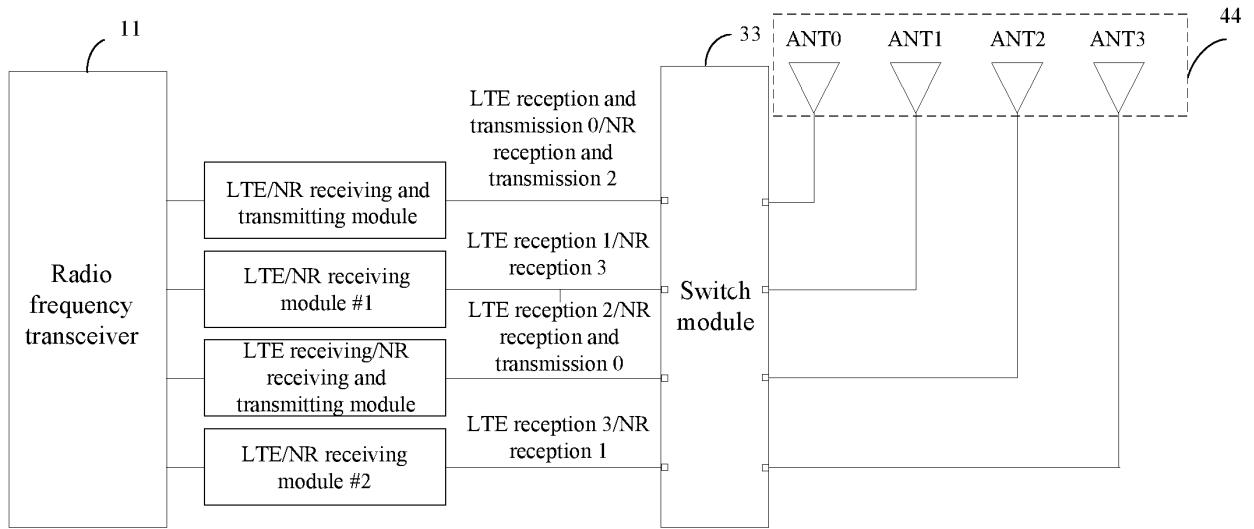 11
33
44
ANT0 ANT1 ANT2 ANT3
LTE reception and
transmission 0/NR
reception and
transmission 2
LTE/NR receiving and
transmitting module
LTE reception 1/NR
reception 3
LTE/NR receiving
module #1
Radio
frequency
transceiver
Switch
module
LTE reception 2/NR
reception and
transmission 0
LTE receiving/NR
receiving and
transmitting module
LTE reception 3/NR
reception 1
LTE/NR receiving
module #2